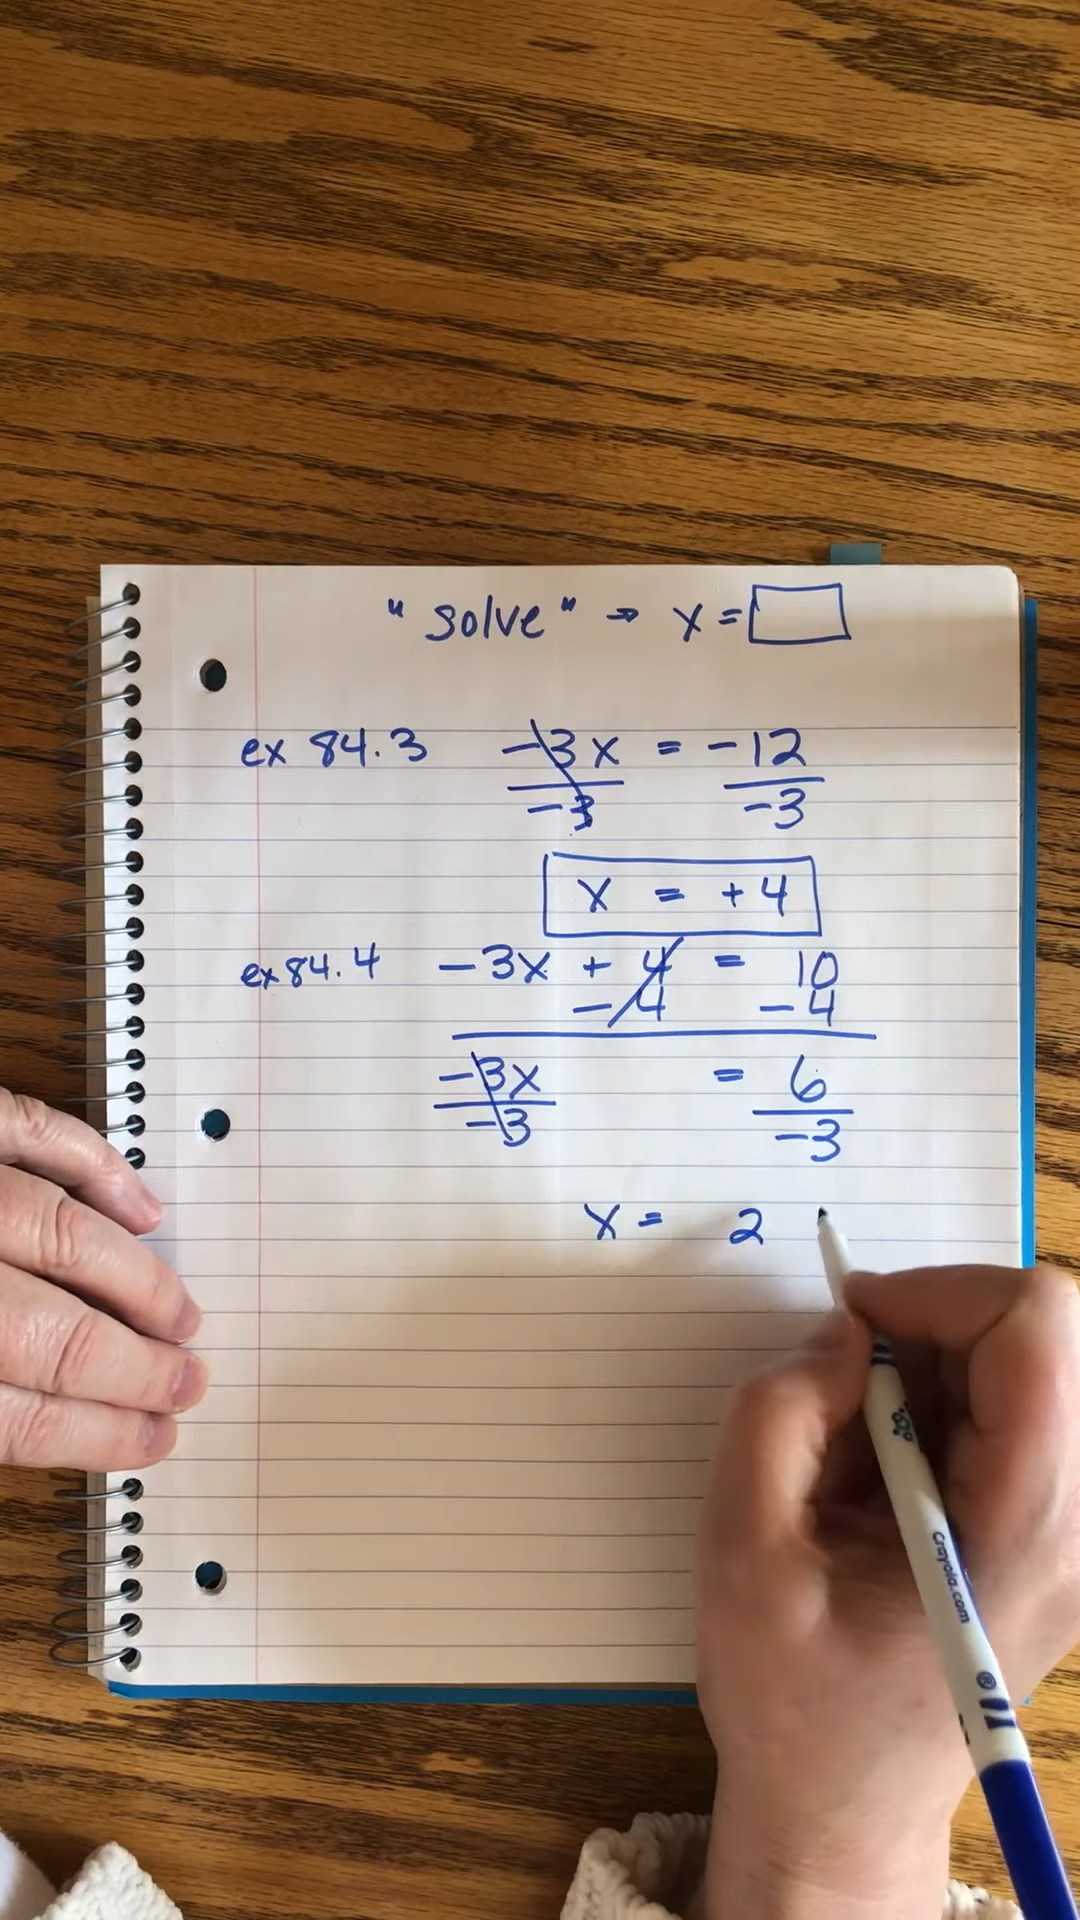 "solve" → x = □
ex 84.3 -3x = -12
-3 -3
x = +4
ex 84.4 -3x + 4 = 10
-4 -4
-3x = 6
-3 -3
x = 2
Crayola.com
®